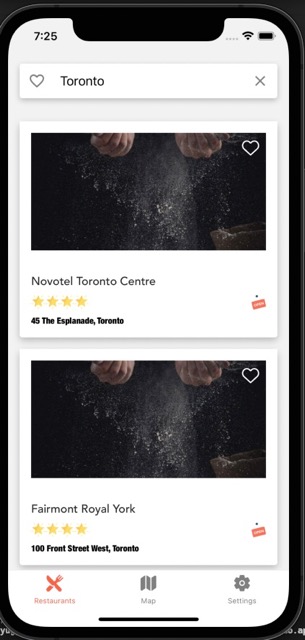 7:25
Toronto
Novotel Toronto Centre
45 The Esplanade, Toronto
Fairmont Royal York
100 Front Street West, Toronto
Restaurants
Map
Settings